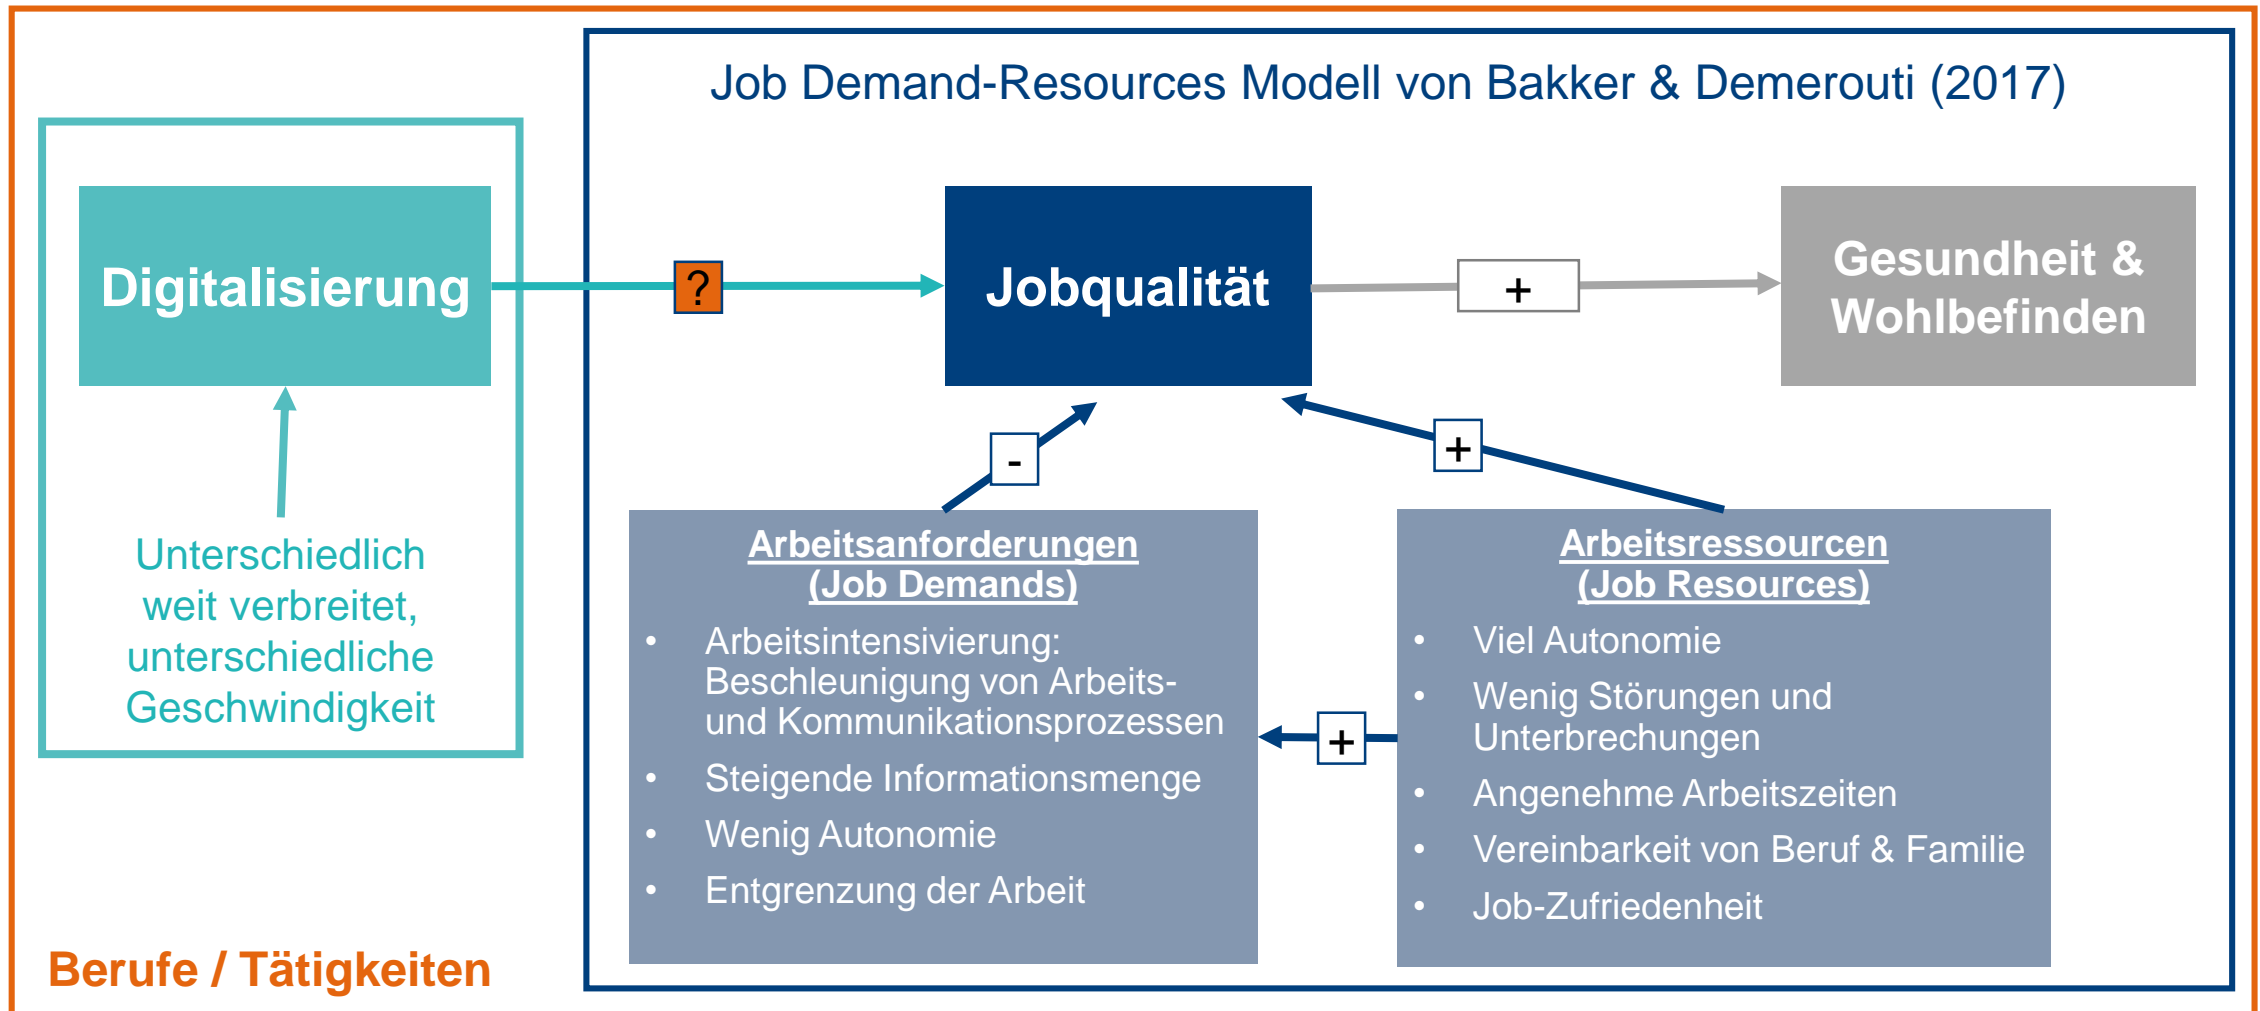 Job Demand-Resources Modell von Bakker & Demerouti (2017)
Digitalisierung
?
Jobqualität
+
Gesundheit &
Wohlbefinden
Unterschiedlich
weit verbreitet,
unterschiedliche
Geschwindigkeit
-
+
Arbeitsanforderungen
(Job Demands)
• Arbeitsintensivierung:
Beschleunigung von Arbeits-
und Kommunikationsprozessen
• Steigende Informationsmenge
• Wenig Autonomie
• Entgrenzung der Arbeit
+
Arbeitsressourcen
(Job Resources)
• Viel Autonomie
• Wenig Störungen und
Unterbrechungen
• Angenehme Arbeitszeiten
• Vereinbarkeit von Beruf & Familie
• Job-Zufriedenheit
Berufe / Tätigkeiten